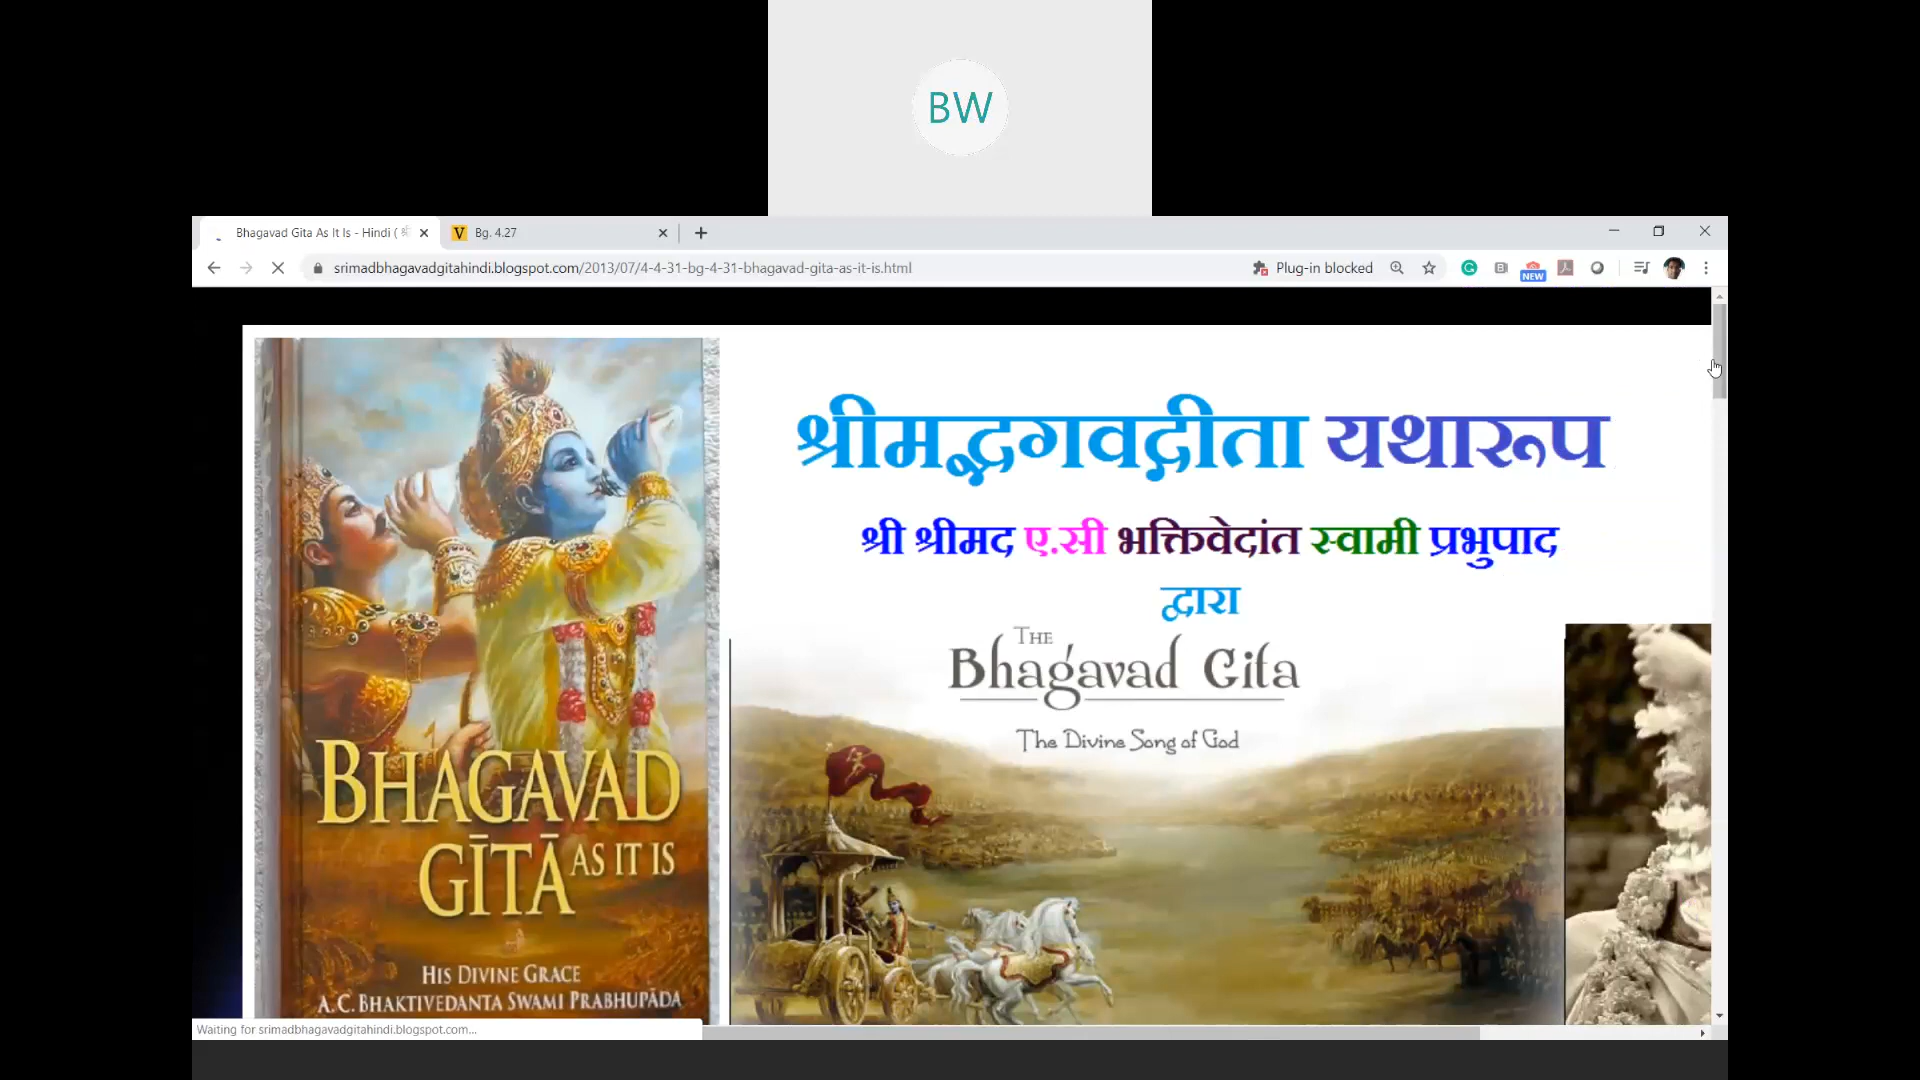 BW
Bhagavad Gita As It Is - Hindi (
Bg. 4.27
srimadbhagavadgitahindi.blogspot.com/2013/07/4-4-31-bg-4-31-bhagavad-gita-as-it-is.html
Plug-in blocked
NEW
श्रीमद्भगवद्गीता यथारूप
श्री श्रीमद ए.सी भक्तिवेदांत स्वामी प्रभुपाद
द्वारा
THE
Bhagavad Gita
The Divine Song of God
BHAGAVAD
GĪTĀ AS IT IS
HIS DIVINE GRACE
A.C. BHAKTIVEDANTA SWAMI PRABHUPĀDA
Waiting for srimadbhagavadgitahindi.blogspot.com...